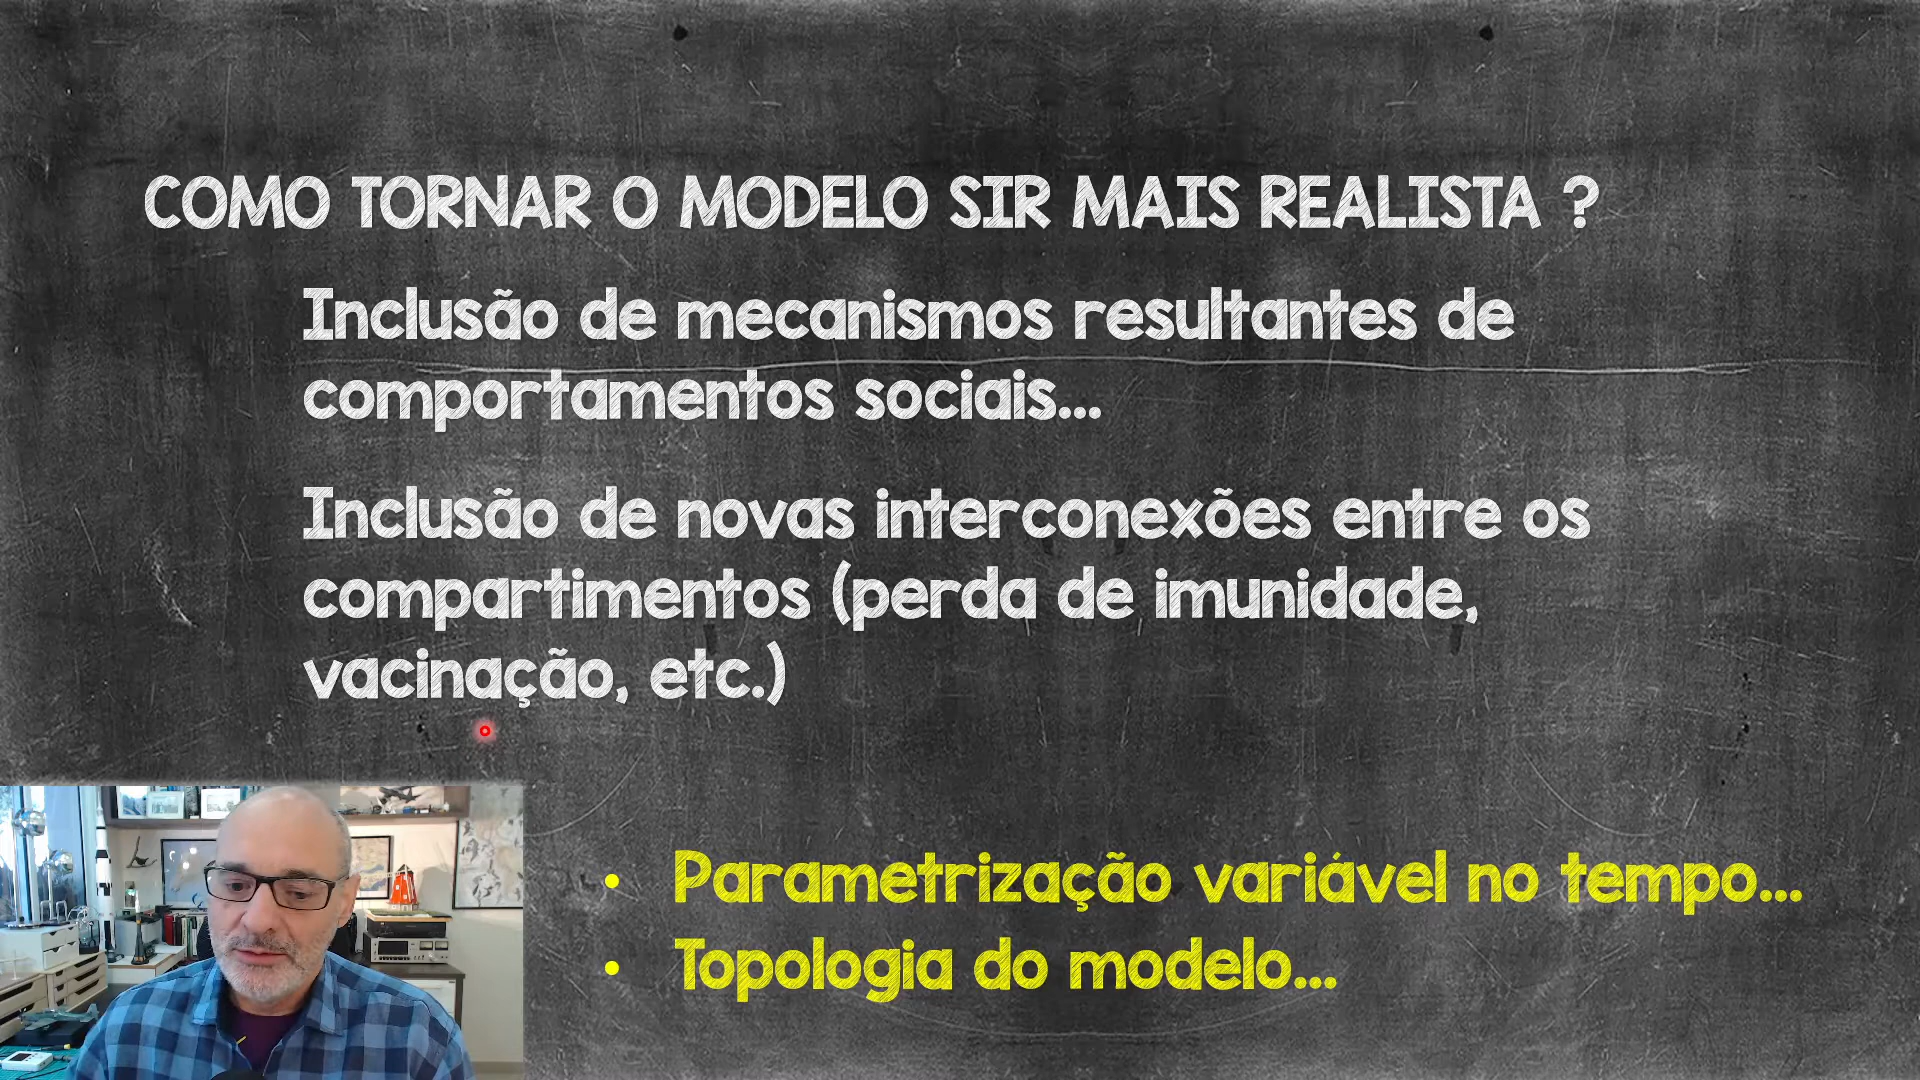 COMO TORNAR O MODELO SIR MAIS REALISTA ?
Inclusão de mecanismos resultantes de
comportamentos sociais...
Inclusão de novas interconexões entre os
compartimentos (perda de imunidade,
vacinação, etc.)
• Parametrização variável no tempo...
• Topologia do modelo...